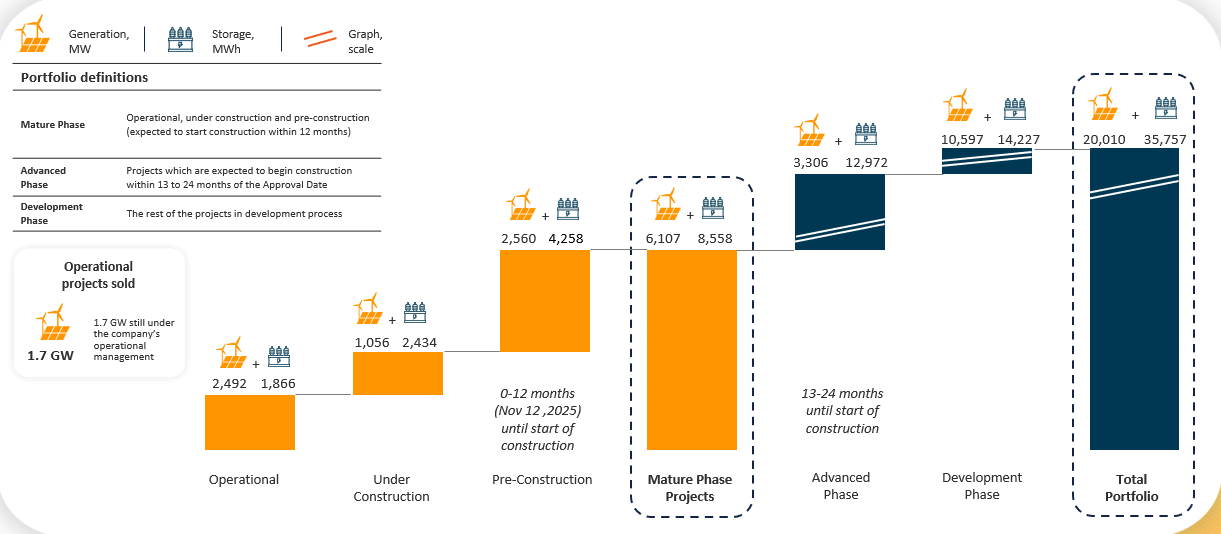 Generation,
MW
Storage,
MWh
Graph,
scale
Portfolio definitions
Mature Phase
Operational, under construction and pre-construction
(expected to start construction within 12 months)
Advanced
Phase
Projects which are expected to begin construction
within 13 to 24 months of the Approval Date
Development
Phase
The rest of the projects in development process
Operational
projects sold
1.7 GW
1.7 GW still under
the company's
operational
management
2,492 + 1,866
Operational
1,056 + 2,434
Under
Construction
2,560 + 4,258
0-12 months
(Nov 12 ,2025)
until start of
construction
Pre-Construction
6,107 + 8,558
Mature Phase
Projects
3,306 + 12,972
13-24 months
until start of
construction
Advanced
Phase
10,597 + 14,227
Development
Phase
20,010 + 35,757
Total
Portfolio